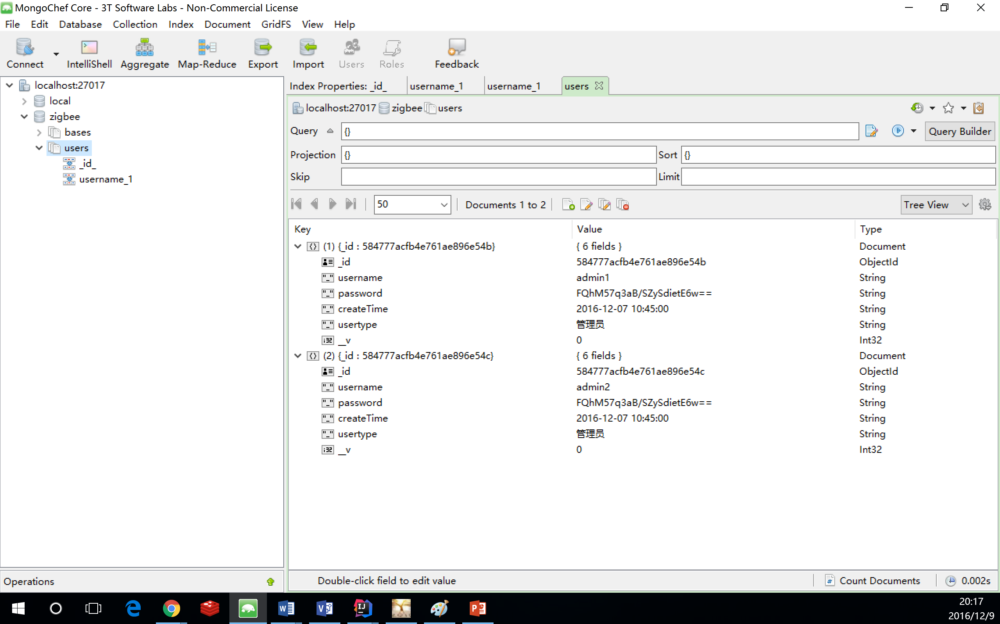 MongoChef Core - 3T Software Labs - Non-Commercial License
File Edit Database Collection Index Document GridFS View Help
Connect IntelliShell Aggregate Map-Reduce Export Import Users Roles Feedback
localhost:27017
local
zigbee
bases
users
_id_
username_1
Index Properties: _id_ username_1 username_1 users
localhost:27017 zigbee users
Query {} Query Builder
Projection {} Sort {}
Skip Limit
50 Documents 1 to 2 Tree View
Key Value Type
(1) {_id : 584777acfb4e761ae896e54b} { 6 fields } Document
_id 584777acfb4e761ae896e54b ObjectId
username admin1 String
password FQhM57q3aB/SZySdietE6w== String
createTime 2016-12-07 10:45:00 String
usertype 管理员 String
__v 0 Int32
(2) {_id : 584777acfb4e761ae896e54c} { 6 fields } Document
_id 584777acfb4e761ae896e54c ObjectId
username admin2 String
password FQhM57q3aB/SZySdietE6w== String
createTime 2016-12-07 10:45:00 String
usertype 管理员 String
__v 0 Int32
Operations
Double-click field to edit value Count Documents 0.002s
20:17
2016/12/9